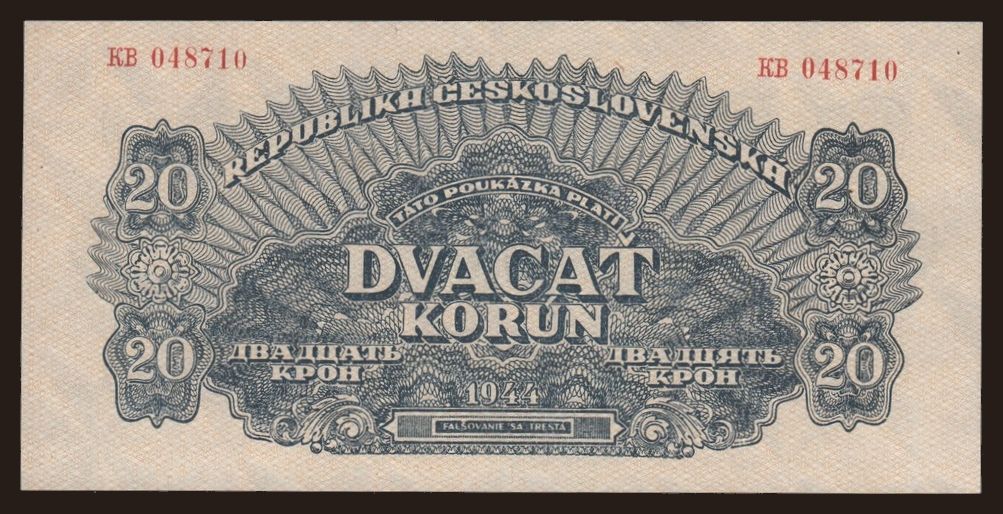 КВ 048710
КВ 048710
REPUBLIKA ČESKOSLOVENSKÁ
20
20
TÁTO POUKÁZKA PLATÍ
DVACAŤ
KORÚN
20
20
ДВАДЦАТЬ
КРОН
ДВАДЦЯТЬ
КРОН
1944
FALŠOVANIE SA TRESTÁ